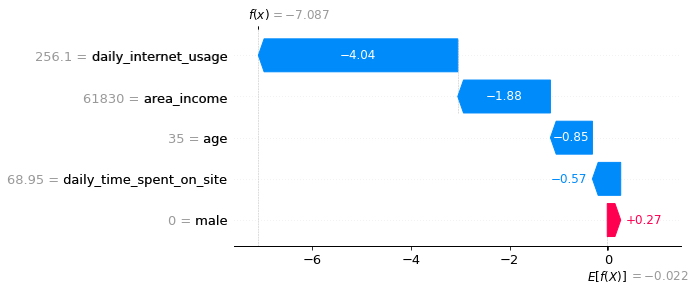 f(x) = −7.087
256.1 = daily_internet_usage −4.04
61830 = area_income −1.88
35 = age −0.85
68.95 = daily_time_spent_on_site −0.57
0 = male +0.27
−6 −4 −2 0
E[f(X)] = −0.022